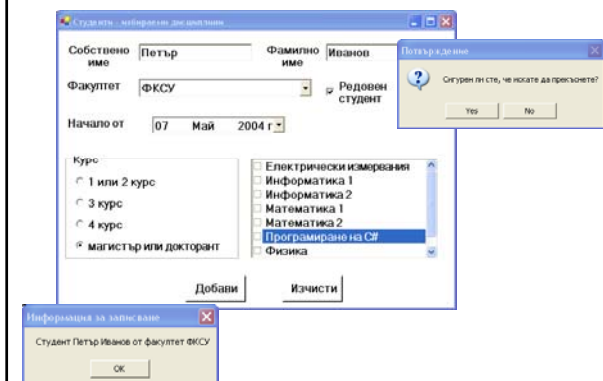 Студенти - избираеми дисциплини
Собствено име
Петър
Фамилно име
Иванов
Факултет
ФКСУ
Редовен студент
Начало от
07 Май 2004 г
Курс
1 или 2 курс
3 курс
4 курс
магистър или докторант
Електрически измервания
Информатика 1
Информатика 2
Математика 1
Математика 2
Програмиране на C#
Физика
Добави
Изчисти
Потвърждение
Сигурен ли сте, че искате да прекъснете?
Yes
No
Информация за записване
Студент Петър Иванов от факултет ФКСУ
OK